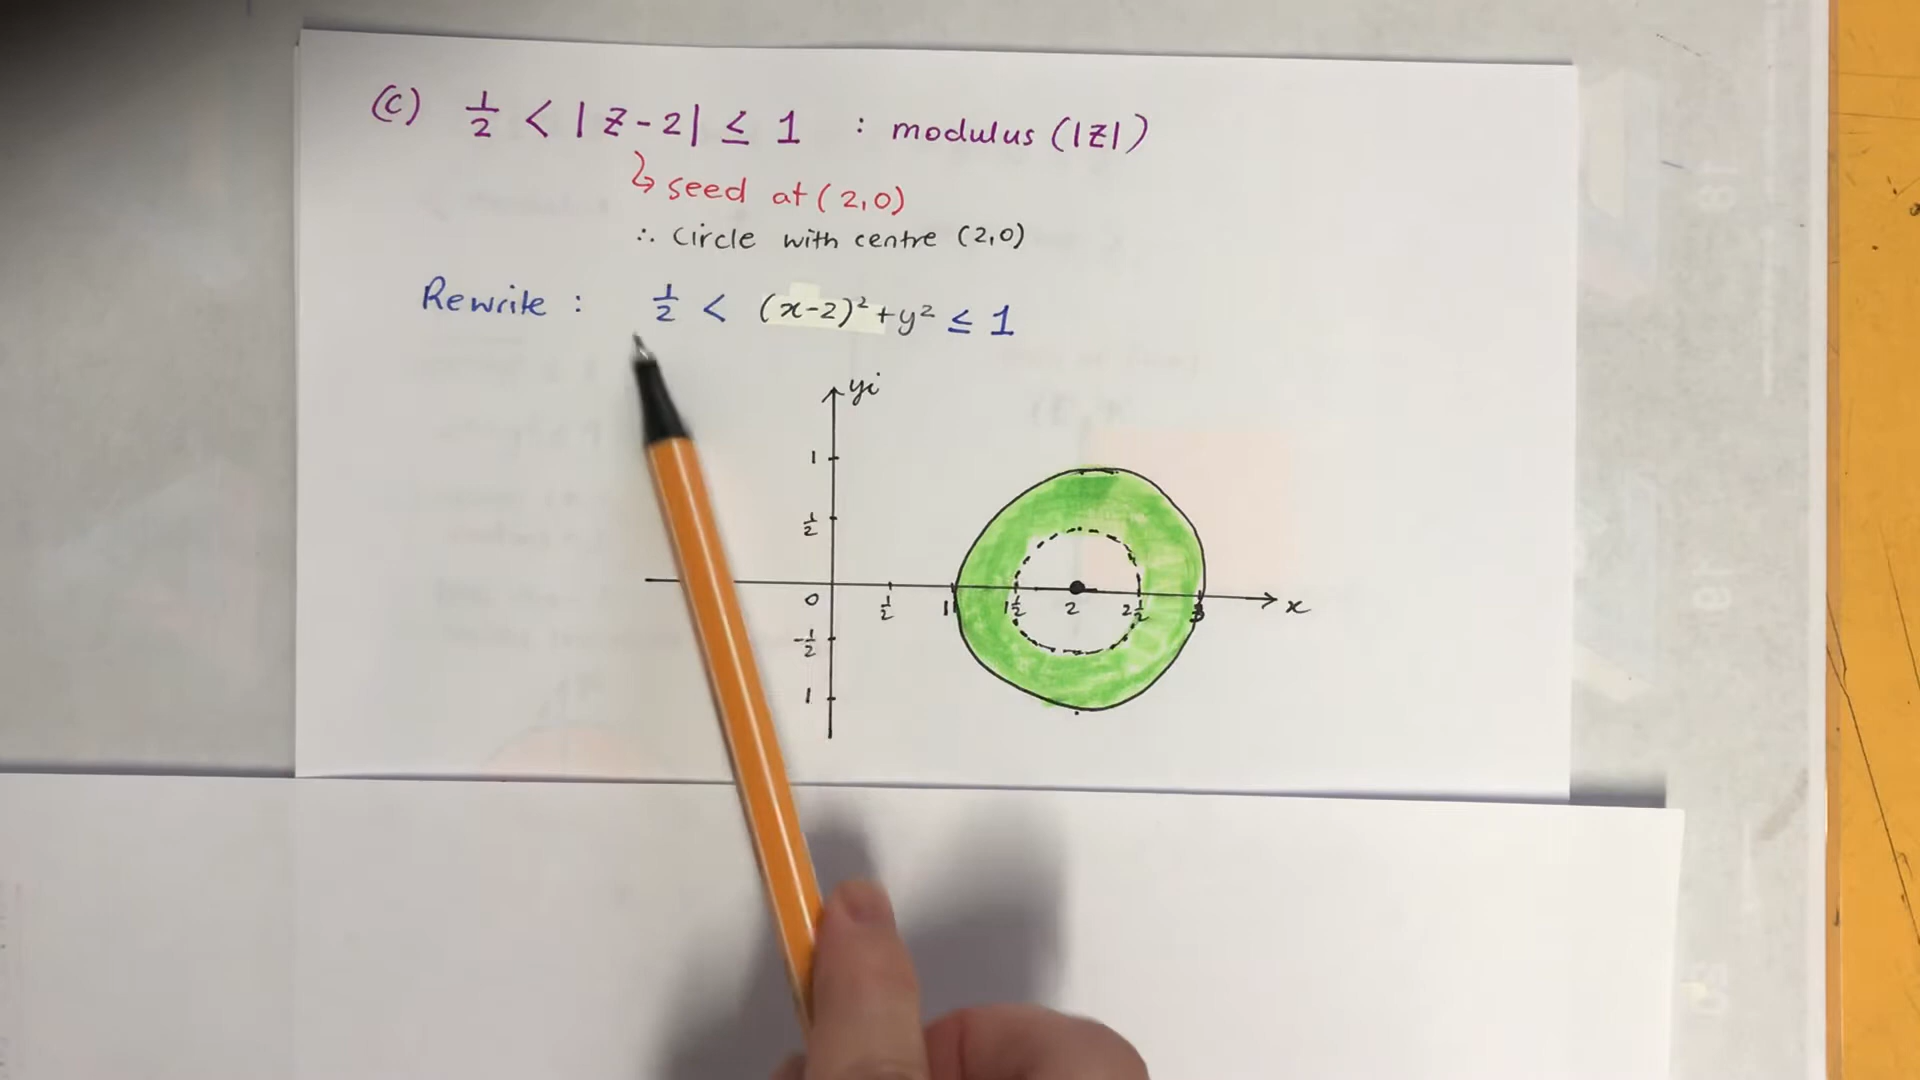 (C) 1/2 < |z-2| ≤ 1 : modulus (|z|)
↳ seed at (2,0)
∴ Circle with centre (2,0)
Rewrite : 1/2 < (x-2)² + y² ≤ 1
yi
1
1/2
0 1/2 1 1 1/2 2 2 1/2 3 x
-1/2
1